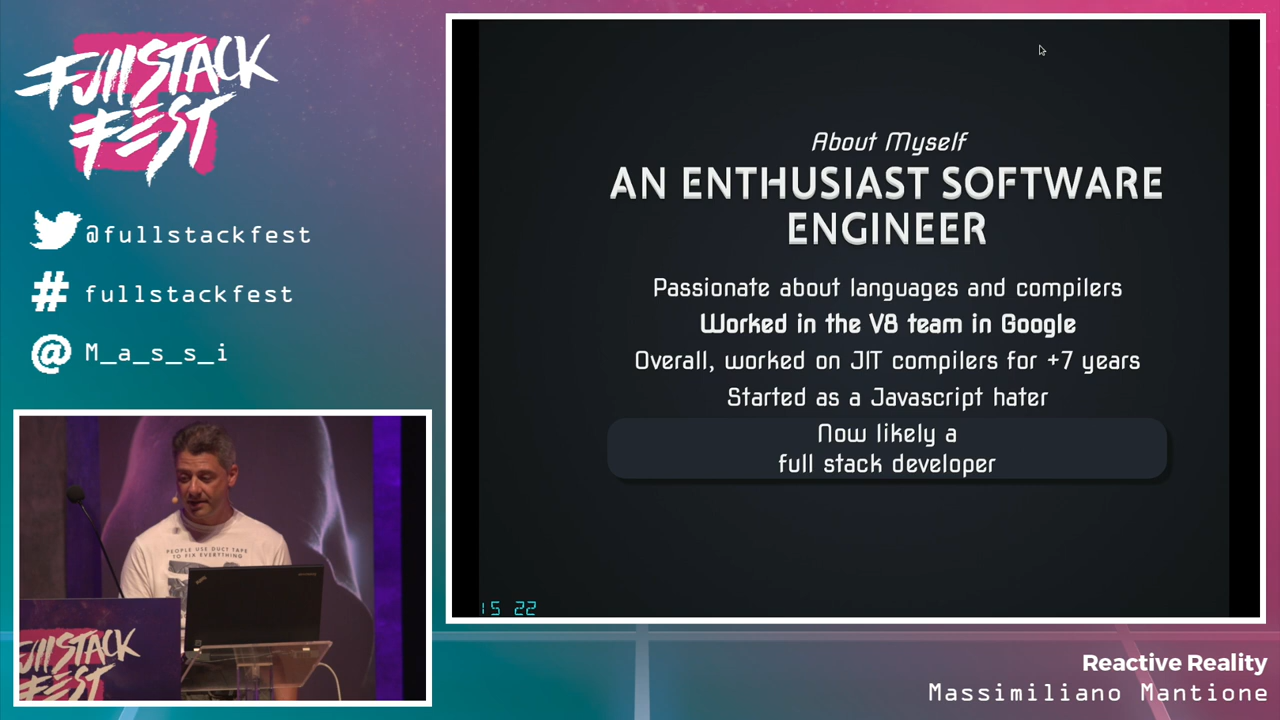 FullStack
Fest
@fullstackfest
# fullstackfest
@ M_a_s_s_i
About Myself
AN ENTHUSIAST SOFTWARE
ENGINEER
Passionate about languages and compilers
Worked in the V8 team in Google
Overall, worked on JIT compilers for +7 years
Started as a Javascript hater
Now likely a
full stack developer
15 22
PEOPLE USE DUCT TAPE
TO FIX EVERYTHING
FullStack
Fest
Reactive Reality
Massimiliano Mantione